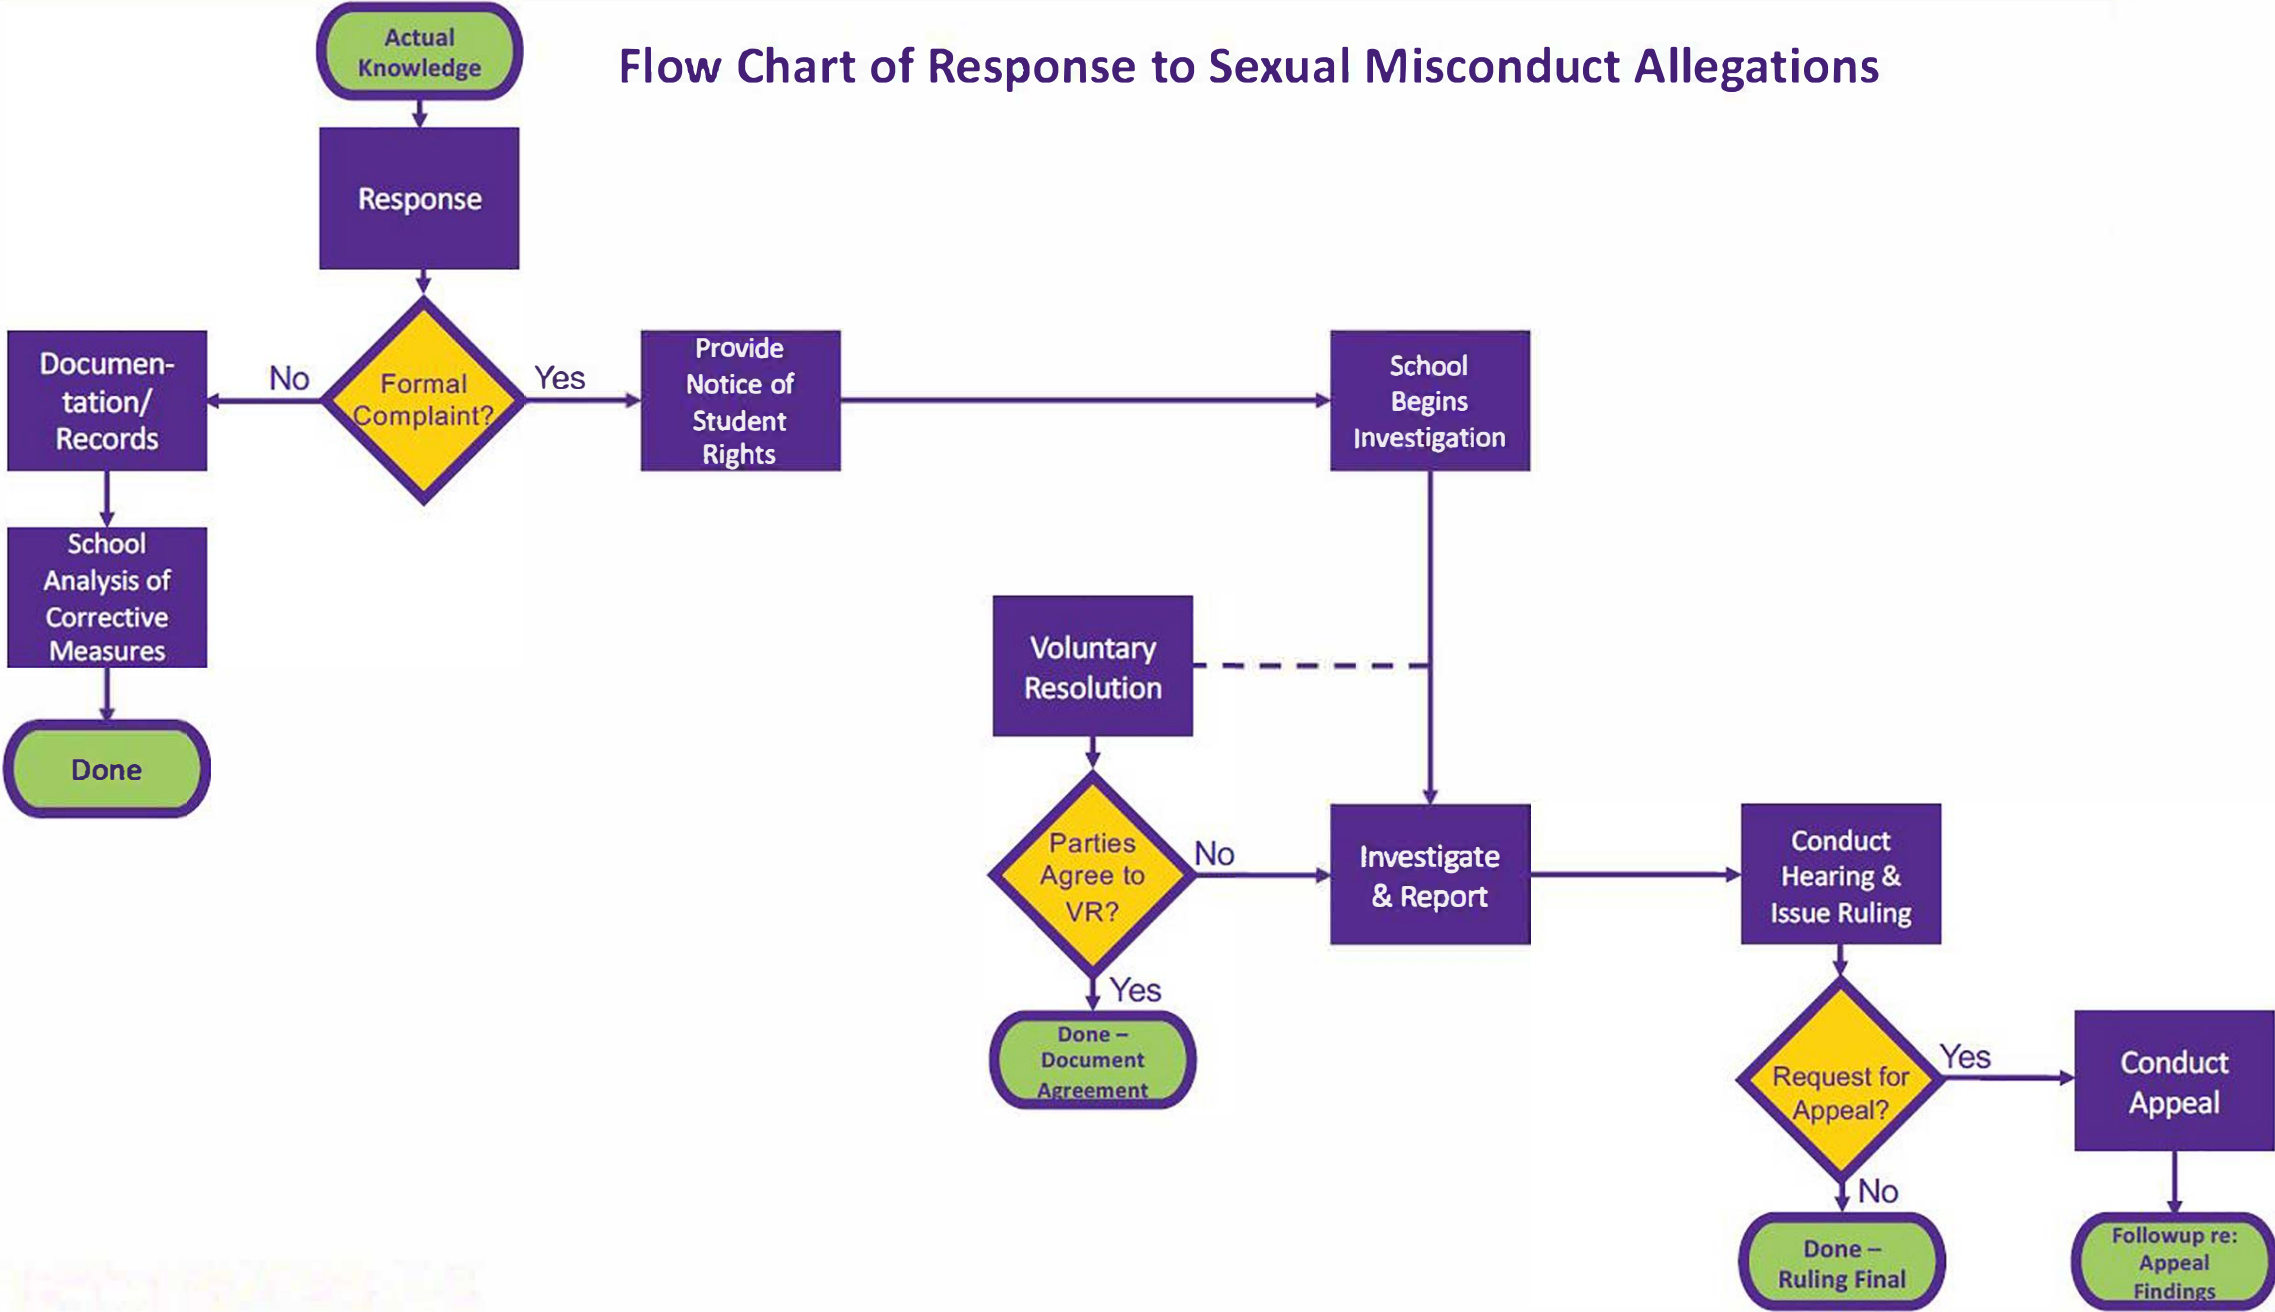 Actual
Knowledge
Flow Chart of Response to Sexual Misconduct Allegations
Response
Documen-
tation/
Records
No
Formal
Complaint?
Yes
Provide
Notice of
Student
Rights
School
Begins
Investigation
School
Analysis of
Corrective
Measures
Done
Voluntary
Resolution
Parties
Agree to
VR?
No
Yes
Done –
Document
Agreement
Investigate
& Report
Conduct
Hearing &
Issue Ruling
Request for
Appeal?
Yes
Conduct
Appeal
No
Done –
Ruling Final
Followup re:
Appeal
Findings